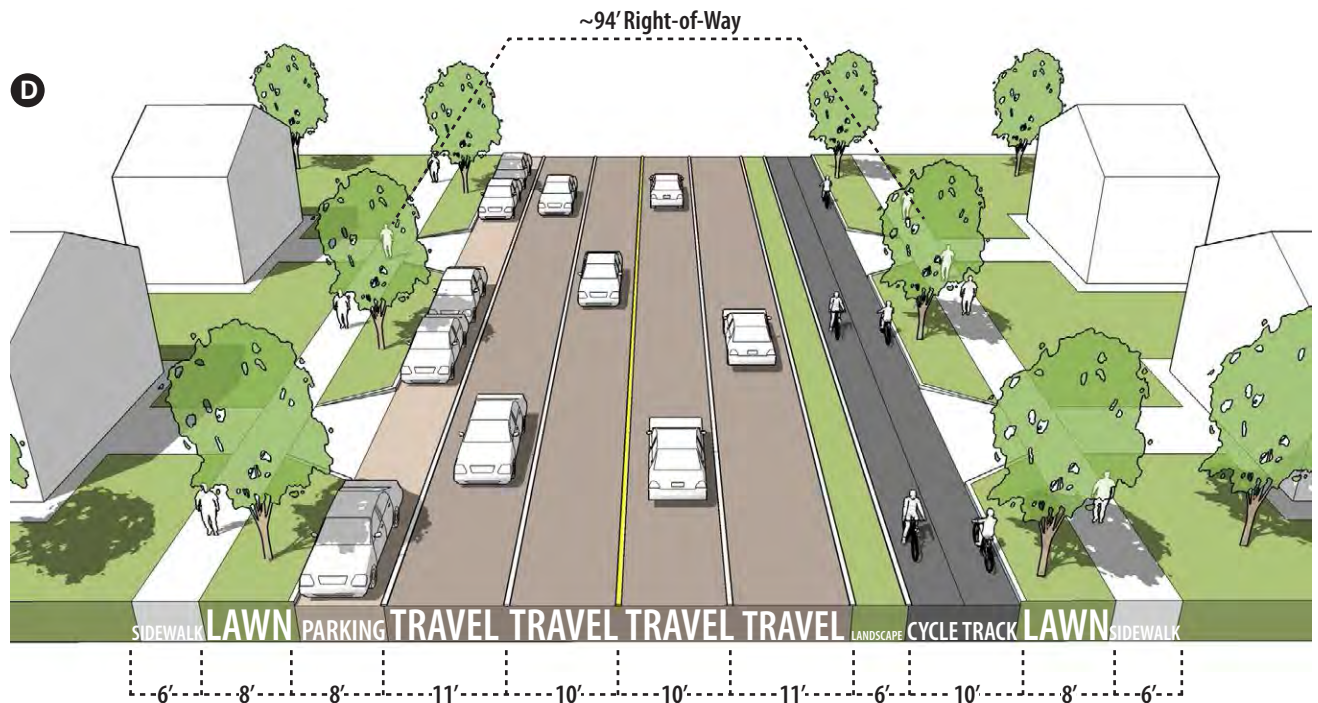 ~94' Right-of-Way
D
SIDEWALK LAWN PARKING TRAVEL TRAVEL TRAVEL TRAVEL LANDSCAPE CYCLE TRACK LAWN SIDEWALK
6' 8' 8' 11' 10' 10' 11' 6' 10' 8' 6'